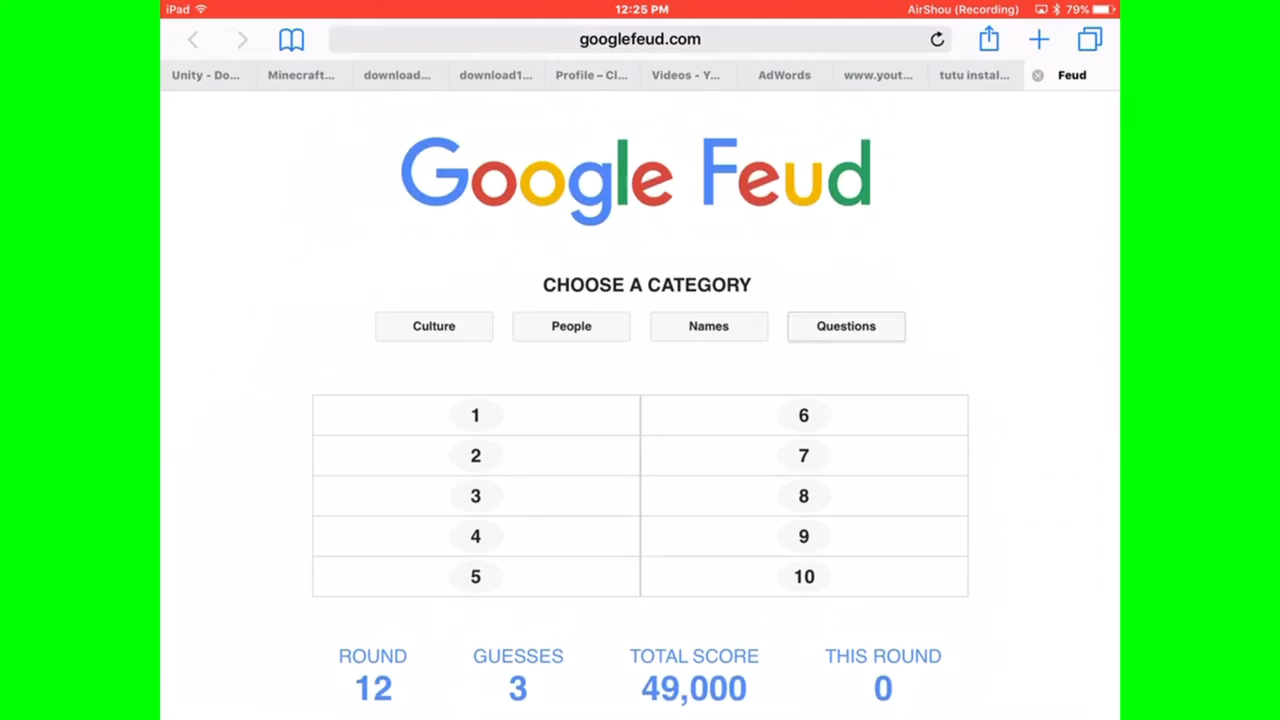 iPad 12:25 PM AirShou (Recording) 79%
googlefeud.com
Unity - Do... Minecraft... download... download1... Profile – Cl... Videos - Y... AdWords www.yout... tutu instal... Feud
Google Feud
CHOOSE A CATEGORY
Culture People Names Questions
1 6
2 7
3 8
4 9
5 10
ROUND GUESSES TOTAL SCORE THIS ROUND
12 3 49,000 0